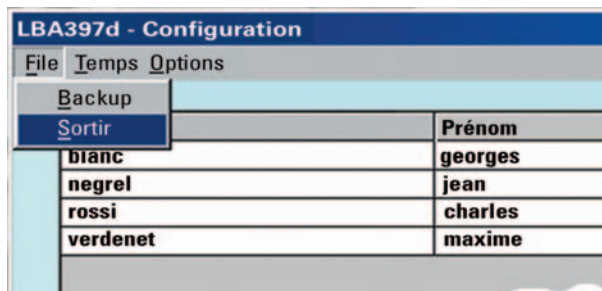 LBA397d - Configuration
File Temps Options
Backup
Sortir
Prénom
blanc georges
negrel jean
rossi charles
verdenet maxime